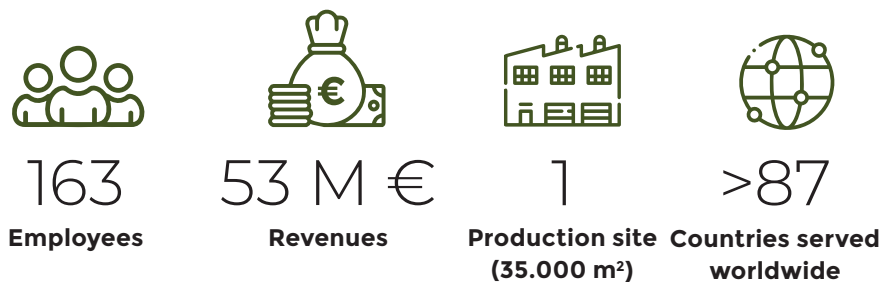 €
163
Employees
53 M €
Revenues
1
Production site
(35.000 m²)
>87
Countries served
worldwide